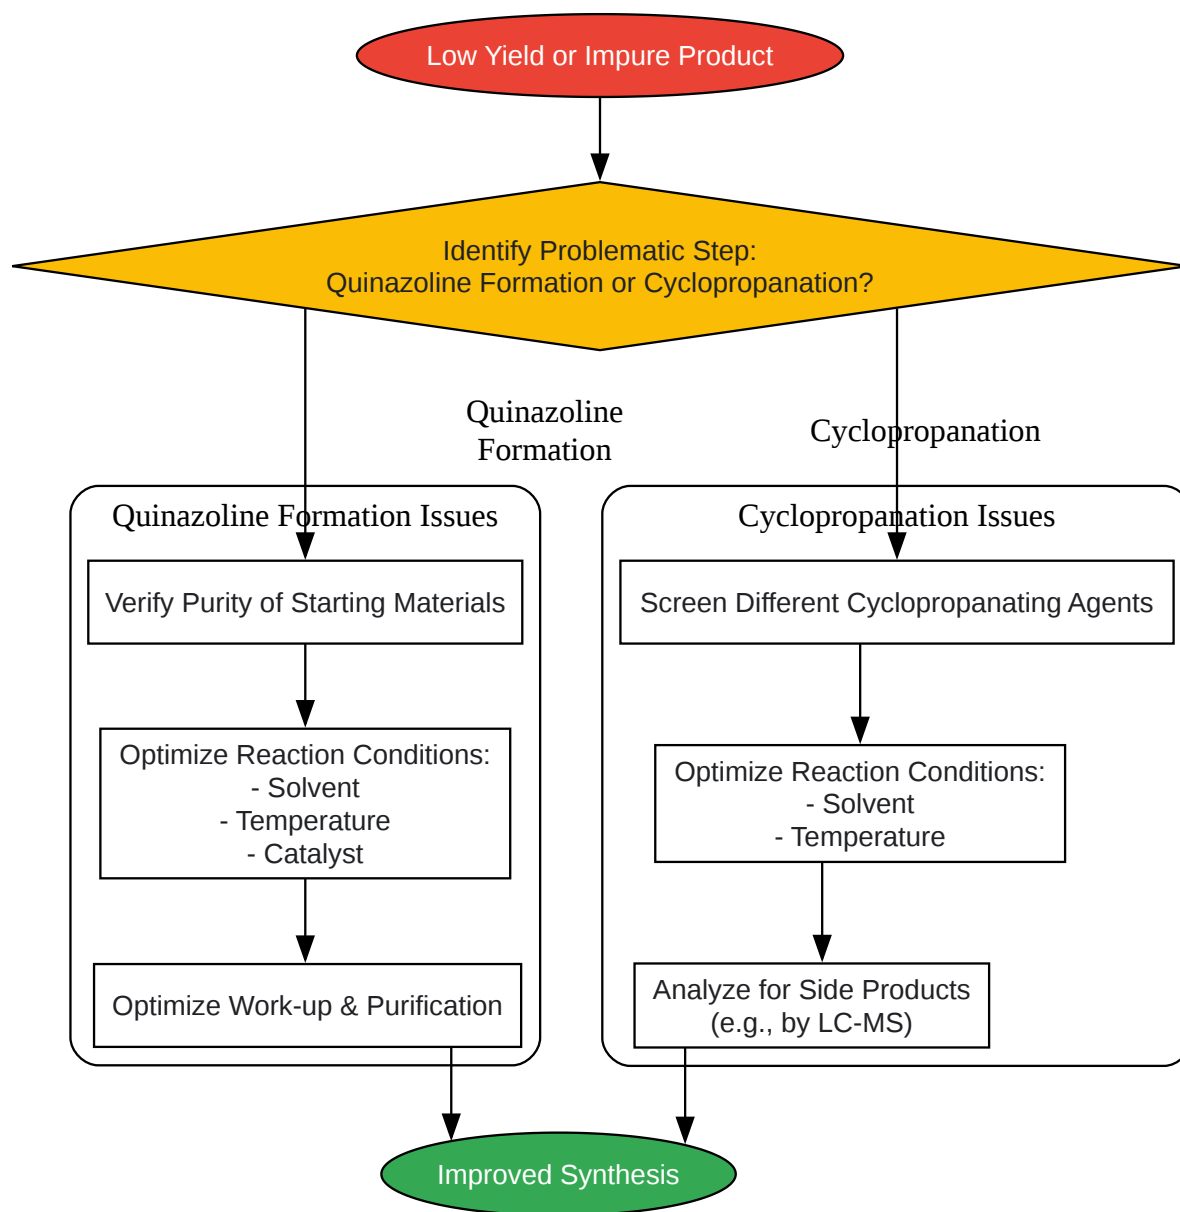 Low Yield or Impure Product
Identify Problematic Step:
Quinazoline Formation or Cyclopropanation?
Quinazoline
Formation
Cyclopropanation
Quinazoline Formation Issues
Verify Purity of Starting Materials
Optimize Reaction Conditions:
- Solvent
- Temperature
- Catalyst
Optimize Work-up & Purification
Cyclopropanation Issues
Screen Different Cyclopropanating Agents
Optimize Reaction Conditions:
- Solvent
- Temperature
Analyze for Side Products
(e.g., by LC-MS)
Improved Synthesis